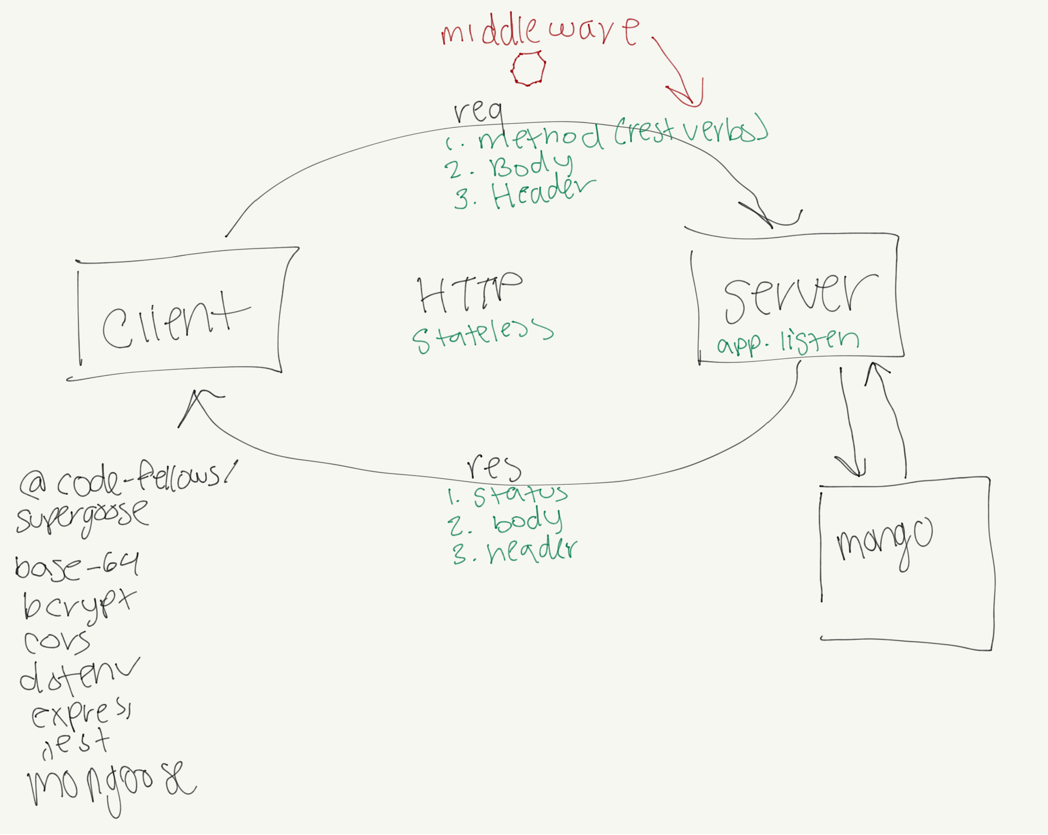 middleware
req
1. method (rest verbs)
2. Body
3. Header
client
HTTP
stateless
server
app.listen
res
1. status
2. body
3. header
mongo
@code-fellows/
supergoose
base-64
bcrypt
cors
dotenv
express
jest
mongoose